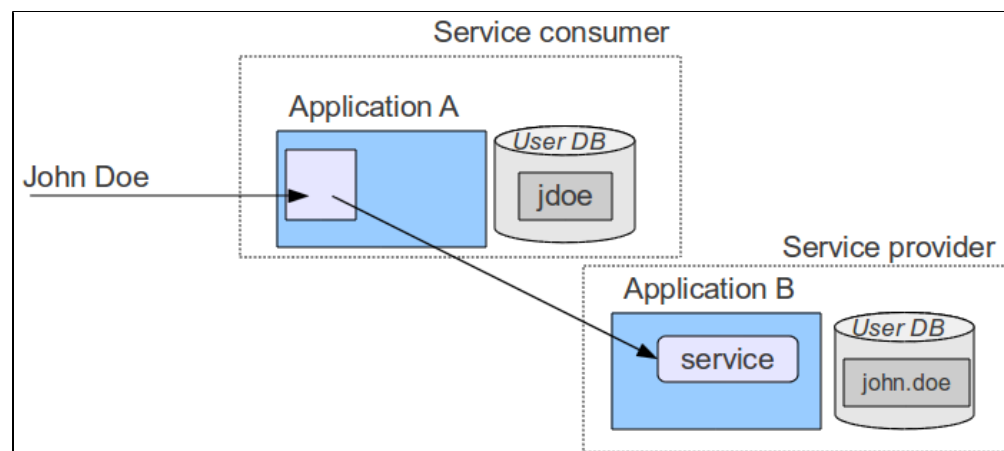 Service consumer
Application A
User DB
John Doe
jdoe
Service provider
Application B
User DB
service
john.doe